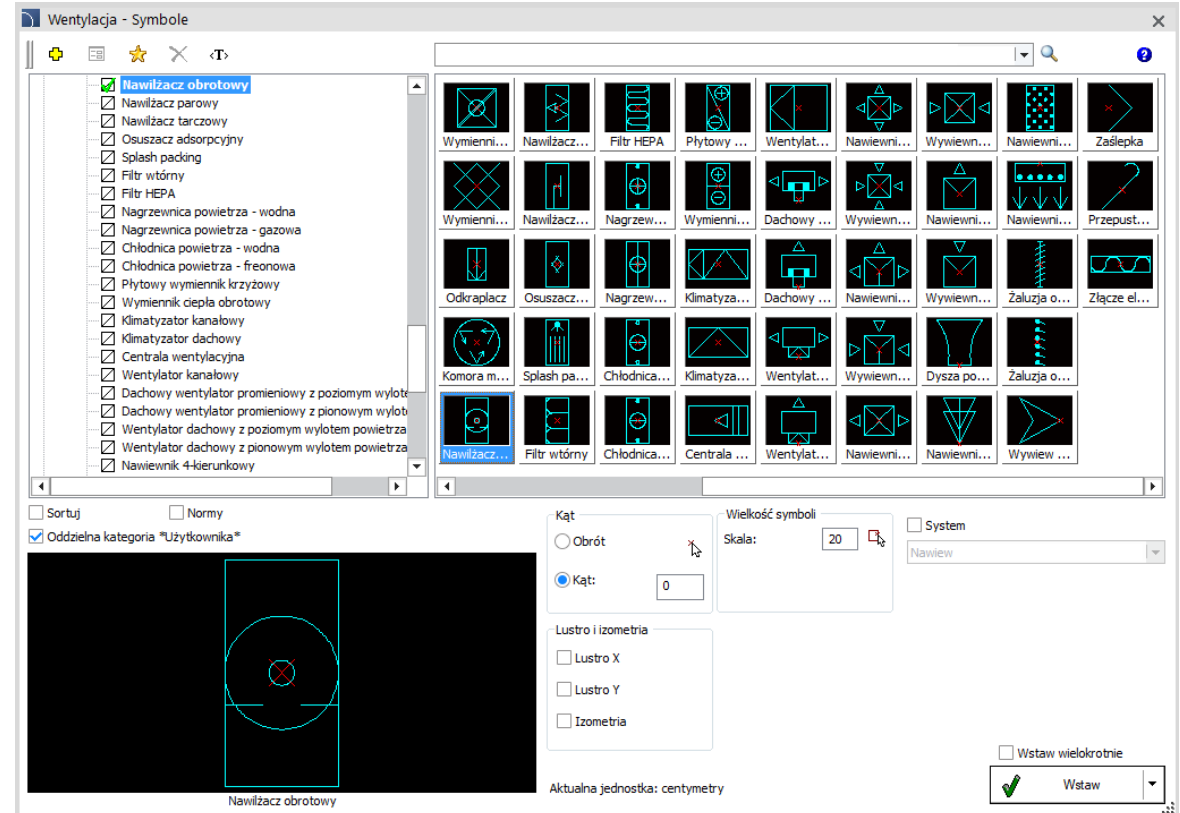 Wentylacja - Symbole
<T>
Nawilżacz obrotowy
Nawilżacz parowy
Nawilżacz tarczowy
Osuszacz adsorpcyjny
Splash packing
Filtr wtórny
Filtr HEPA
Nagrzewnica powietrza - wodna
Nagrzewnica powietrza - gazowa
Chłodnica powietrza - wodna
Chłodnica powietrza - freonowa
Płytowy wymiennik krzyżowy
Wymiennik ciepła obrotowy
Klimatyzator kanałowy
Klimatyzator dachowy
Centrala wentylacyjna
Wentylator kanałowy
Dachowy wentylator promieniowy z poziomym wylote
Dachowy wentylator promieniowy z pionowym wylot
Wentylator dachowy z poziomym wylotem powietrza
Wentylator dachowy z pionowym wylotem powietrza
Nawiewnik 4-kierunkowy
Wymienni... Nawilżacz... Filtr HEPA Płytowy ... Wentylat... Nawiewni... Wywiewn... Nawiewni... Zaślepka
Wymienni... Nawilżacz... Nagrzew... Wymienni... Dachowy ... Wywiewn... Nawiewni... Nawiewni... Przepust...
Odkraplacz Osuszacz... Nagrzew... Klimatyza... Dachowy ... Nawiewni... Wywiewn... Żaluzja o... Złącze el...
Komora m... Splash pa... Chłodnica... Klimatyza... Wentylat... Wywiewn... Dysza po... Żaluzja o...
Nawilżacz... Filtr wtórny Chłodnica... Centrala ... Wentylat... Nawiewni... Nawiewni... Wywiew ...
Sortuj Normy
Oddzielna kategoria *Użytkownika*
Nawilżacz obrotowy
Kąt
Obrót
Kąt: 0
Wielkość symboli
Skala: 20
System
Nawiew
Lustro i izometria
Lustro X
Lustro Y
Izometria
Aktualna jednostka: centymetry
Wstaw wielokrotnie
Wstaw